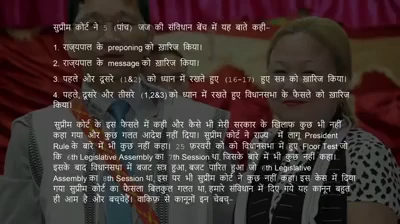 सुप्रीम कोर्ट ने 5 (पांच) जज की संविधान बेंच में यह बाते कही-
1. राज्यपाल के preponing को ख़ारिज किया।
2. राज्यपाल के message को ख़ारिज किया।
3. पहले और दूसरे (1&2) को ध्यान में रखते हुए (16-17) हुए सत्र को ख़ारिज किया।
4. पहले, दूसरे और तीसरे (1,2&3) को ध्यान में रखते हुए विधानसभा के फैसले को ख़ारिज
किया।
सुप्रीम कोर्ट के इस फैसले में कही और कैसे भी मेरी सरकार के खिलाफ कुछ भी नहीं
कहा गया और कुछ गलत आदेश नहीं दिया। सुप्रीम कोर्ट ने राज्य में लागू President
Rule के बारे में भी कुछ नहीं कहा। 25 फ़रवरी को को विधानसभा में हुए Floor Test जो
कि 6th Legislative Assembly का 7th Session था, जिसके बारे में भी कुछ नहीं कहा।
इसके बाद विधानसभा में बजट सत्र हुआ, बजट पारित हुआ जो 6th Legislative
Assembly का 8th Session था, इस पर भी सुप्रीम कोर्ट ने कुछ नहीं कहा। इस केस में दिया
गया सुप्रीम कोर्ट का फैसला बिलकुल गलत था, हमारे संविधान में दिए गये यह कानून बहुत
ही आम है और बच्चें वाकिफ़ से कानूनों इन